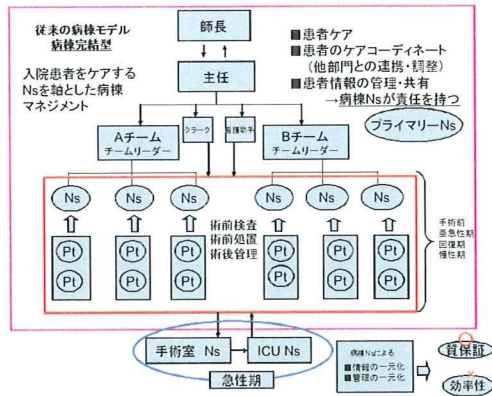 従来の病棟モデル
病棟完結型
入院患者をケアする
Nsを軸とした病棟
マネジメント
師長
主任
■患者ケア
■患者のケアコーディネート
(他部門との連携・調整)
■患者情報の管理・共有
→病棟Nsが責任を持つ
プライマリーNs
Aチーム
チームリーダー
クラーク
看護助手
Bチーム
チームリーダー
Ns
Ns
Ns
Ns
Ns
Ns
術前検査
術前処置
術後管理
Pt
Pt
Pt
Pt
Pt
Pt
Pt
Pt
Pt
Pt
Pt
Pt
手術前
亜急性期
回復期
慢性期
手術室 Ns
ICU Ns
急性期
病棟Nsによる
■情報の一元化
■管理の一元化
質保証
効率性